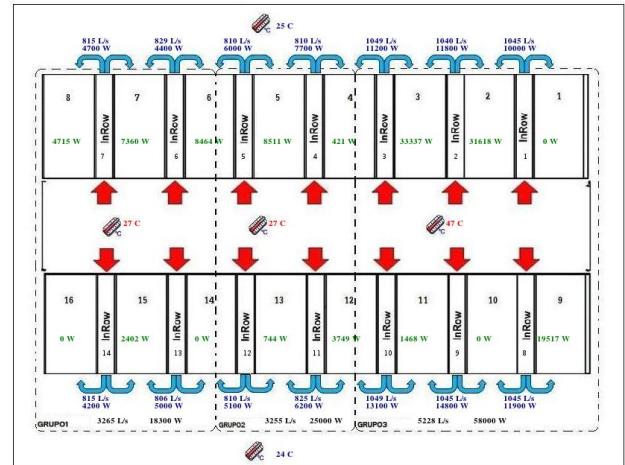 25 C
815 L/s 829 L/s 810 L/s 810 L/s 1049 L/s 1040 L/s 1045 L/s
4700 W 4400 W 6000 W 7700 W 11200 W 11800 W 10000 W
8 7 6 5 4 3 2 1
InRow InRow InRow InRow InRow InRow InRow
4715 W 7360 W 8464 W 8511 W 421 W 33337 W 31618 W 0 W
7 6 5 4 3 2 1
27 C 27 C 47 C
16 15 14 13 12 11 10 9
InRow InRow InRow InRow InRow InRow InRow
0 W 2402 W 0 W 744 W 3749 W 1468 W 0 W 19517 W
14 13 12 11 10 9 8
815 L/s 806 L/s 810 L/s 825 L/s 1049 L/s 1045 L/s 1045 L/s
4200 W 5000 W 5100 W 6200 W 13100 W 14800 W 11900 W
GRUPO1 3265 L/s 18300 W GRUPO2 3255 L/s 25000 W GRUPO3 5228 L/s 58000 W
24 C